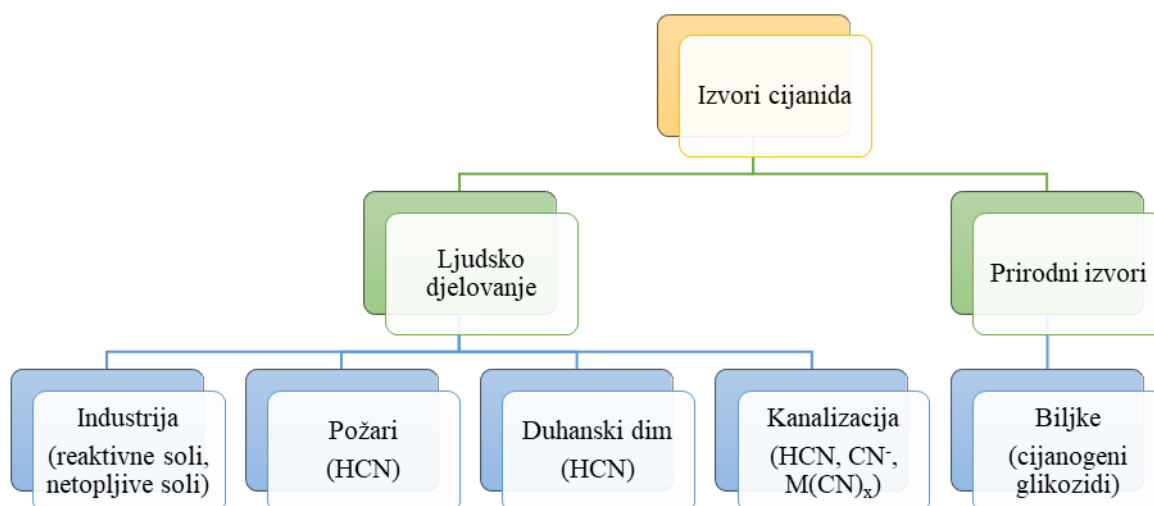 Izvori cijanida
Ljudsko
djelovanje
Prirodni izvori
Industrija
(reaktivne soli,
netopljive soli)
Požari
(HCN)
Duhanski dim
(HCN)
Kanalizacija
(HCN, CN⁻,
M(CN)ₓ)
Biljke
(cijanogeni
glikozidi)